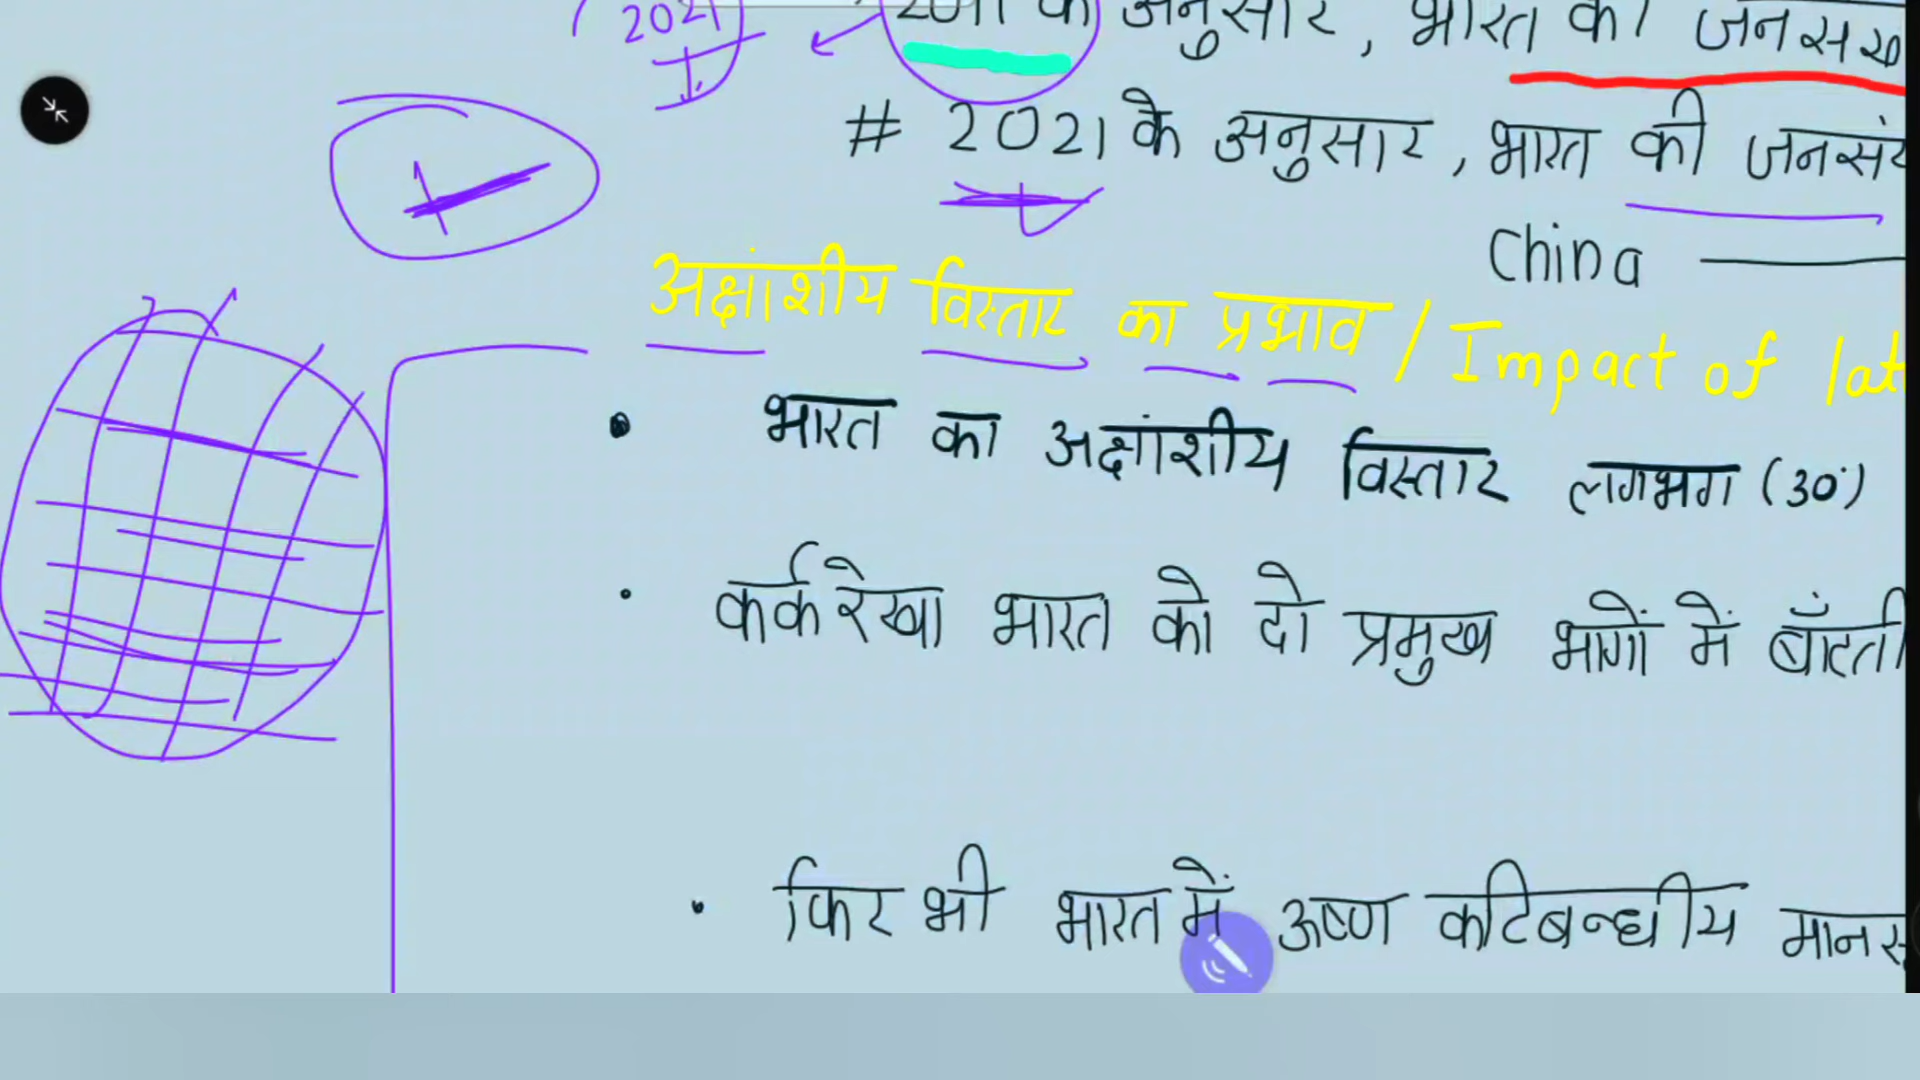 2021
2011 के अनुसार, भारत की जनसंख्
# 2021 के अनुसार, भारत की जनसंख्
China
अक्षांशीय विस्तार का प्रभाव / Impact of lat
• भारत का अक्षांशीय विस्तार लगभग (30°)
• कर्क रेखा भारत को दो प्रमुख भागों में बाँटती
• फिर भी भारत में ऊष्ण कटिबन्धीय मानस